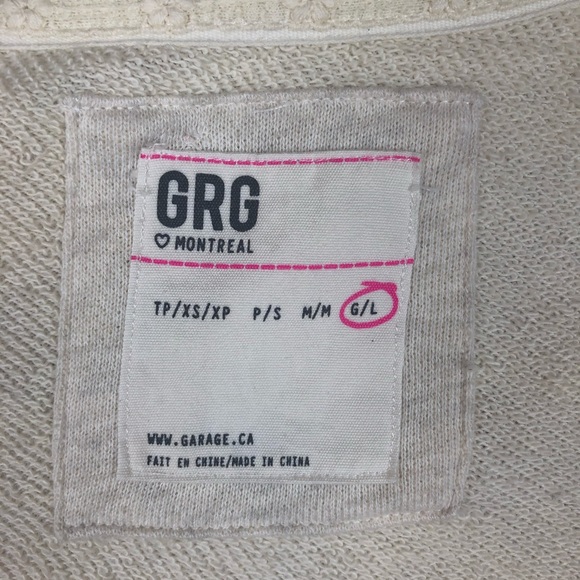 GRG
♡ MONTREAL
TP/XS/XP P/S M/M G/L
WWW.GARAGE.CA
FAIT EN CHINE/MADE IN CHINA